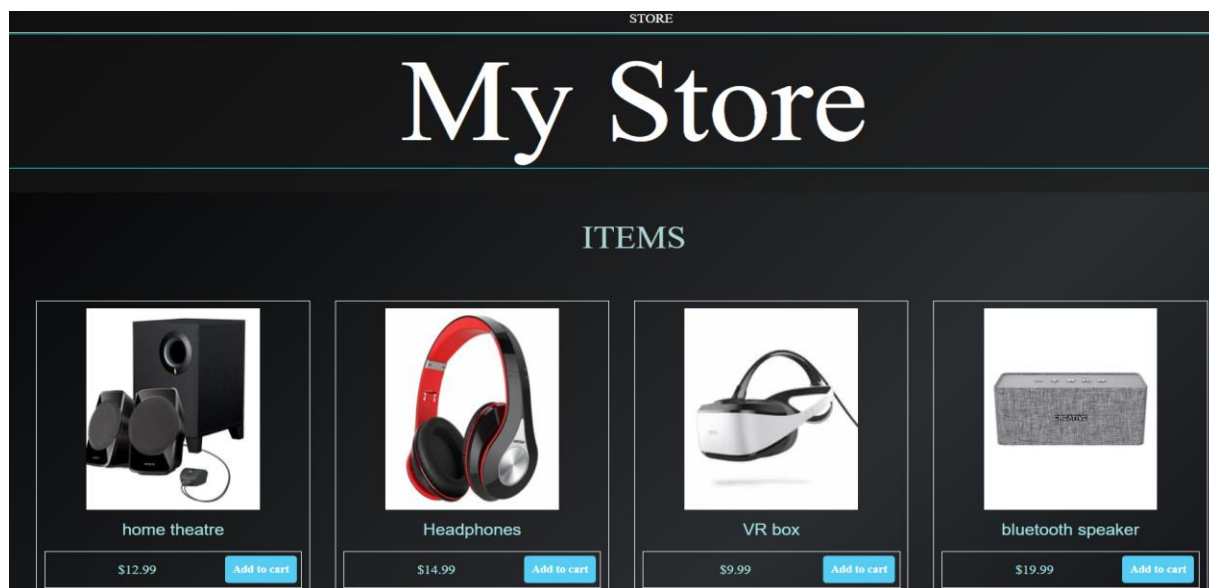 STORE
My Store
ITEMS
CREATIVE
home theatre
Headphones
VR box
bluetooth speaker
$12.99 Add to cart
$14.99 Add to cart
$9.99 Add to cart
$19.99 Add to cart